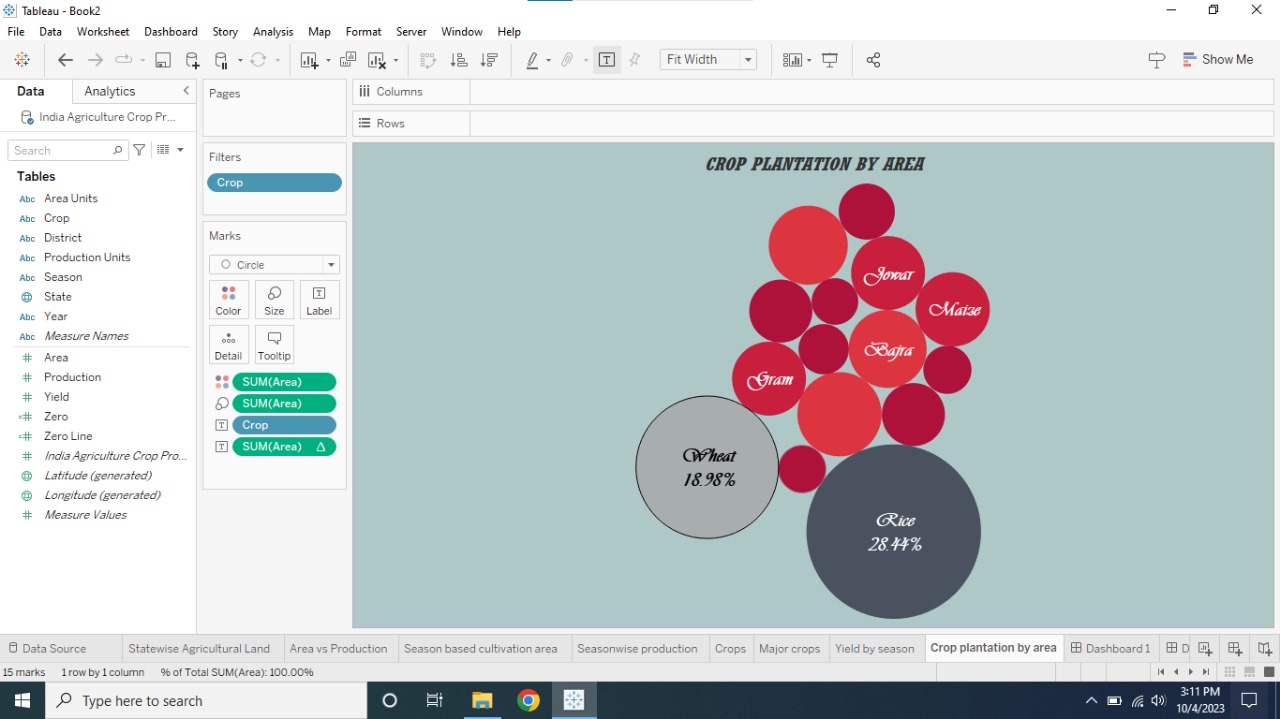 Tableau - Book2
File Data Worksheet Dashboard Story Analysis Map Format Server Window Help
Fit Width
Show Me
Data Analytics
India Agriculture Crop Pr...
Search
Tables
Abc Area Units
Abc Crop
Abc District
Abc Production Units
Abc Season
State
Abc Year
Abc Measure Names
# Area
# Production
# Yield
=# Zero
=# Zero Line
# India Agriculture Crop Pro...
Latitude (generated)
Longitude (generated)
# Measure Values
Pages
Filters
Crop
Marks
Circle
Color Size Label
Detail Tooltip
SUM(Area)
SUM(Area)
Crop
SUM(Area) Δ
Columns
Rows
CROP PLANTATION BY AREA
Jowar
Maize
Bajra
Gram
Wheat
18.98%
Rice
28.44%
Data Source Statewise Agricultural Land Area vs Production Season based cultivation area Seasonwise production Crops Major crops Yield by season Crop plantation by area Dashboard 1 D
15 marks 1 row by 1 column % of Total SUM(Area): 100.00%
Type here to search
3:11 PM
10/4/2023